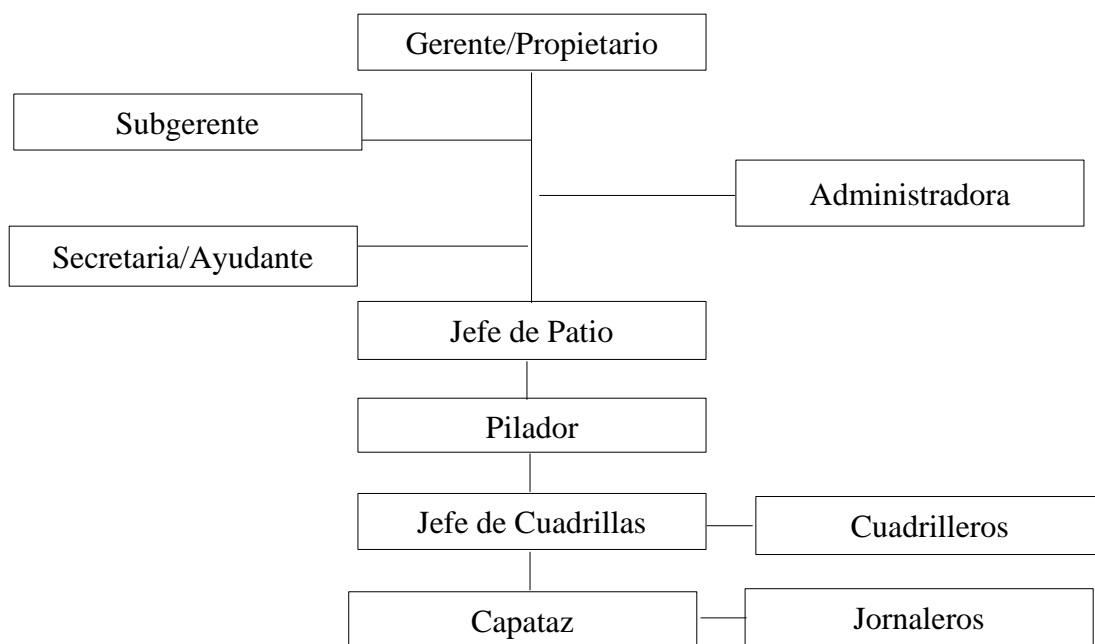 Gerente/Propietario
Subgerente
Administradora
Secretaria/Ayudante
Jefe de Patio
Pilador
Jefe de Cuadrillas
Cuadrilleros
Capataz
Jornaleros